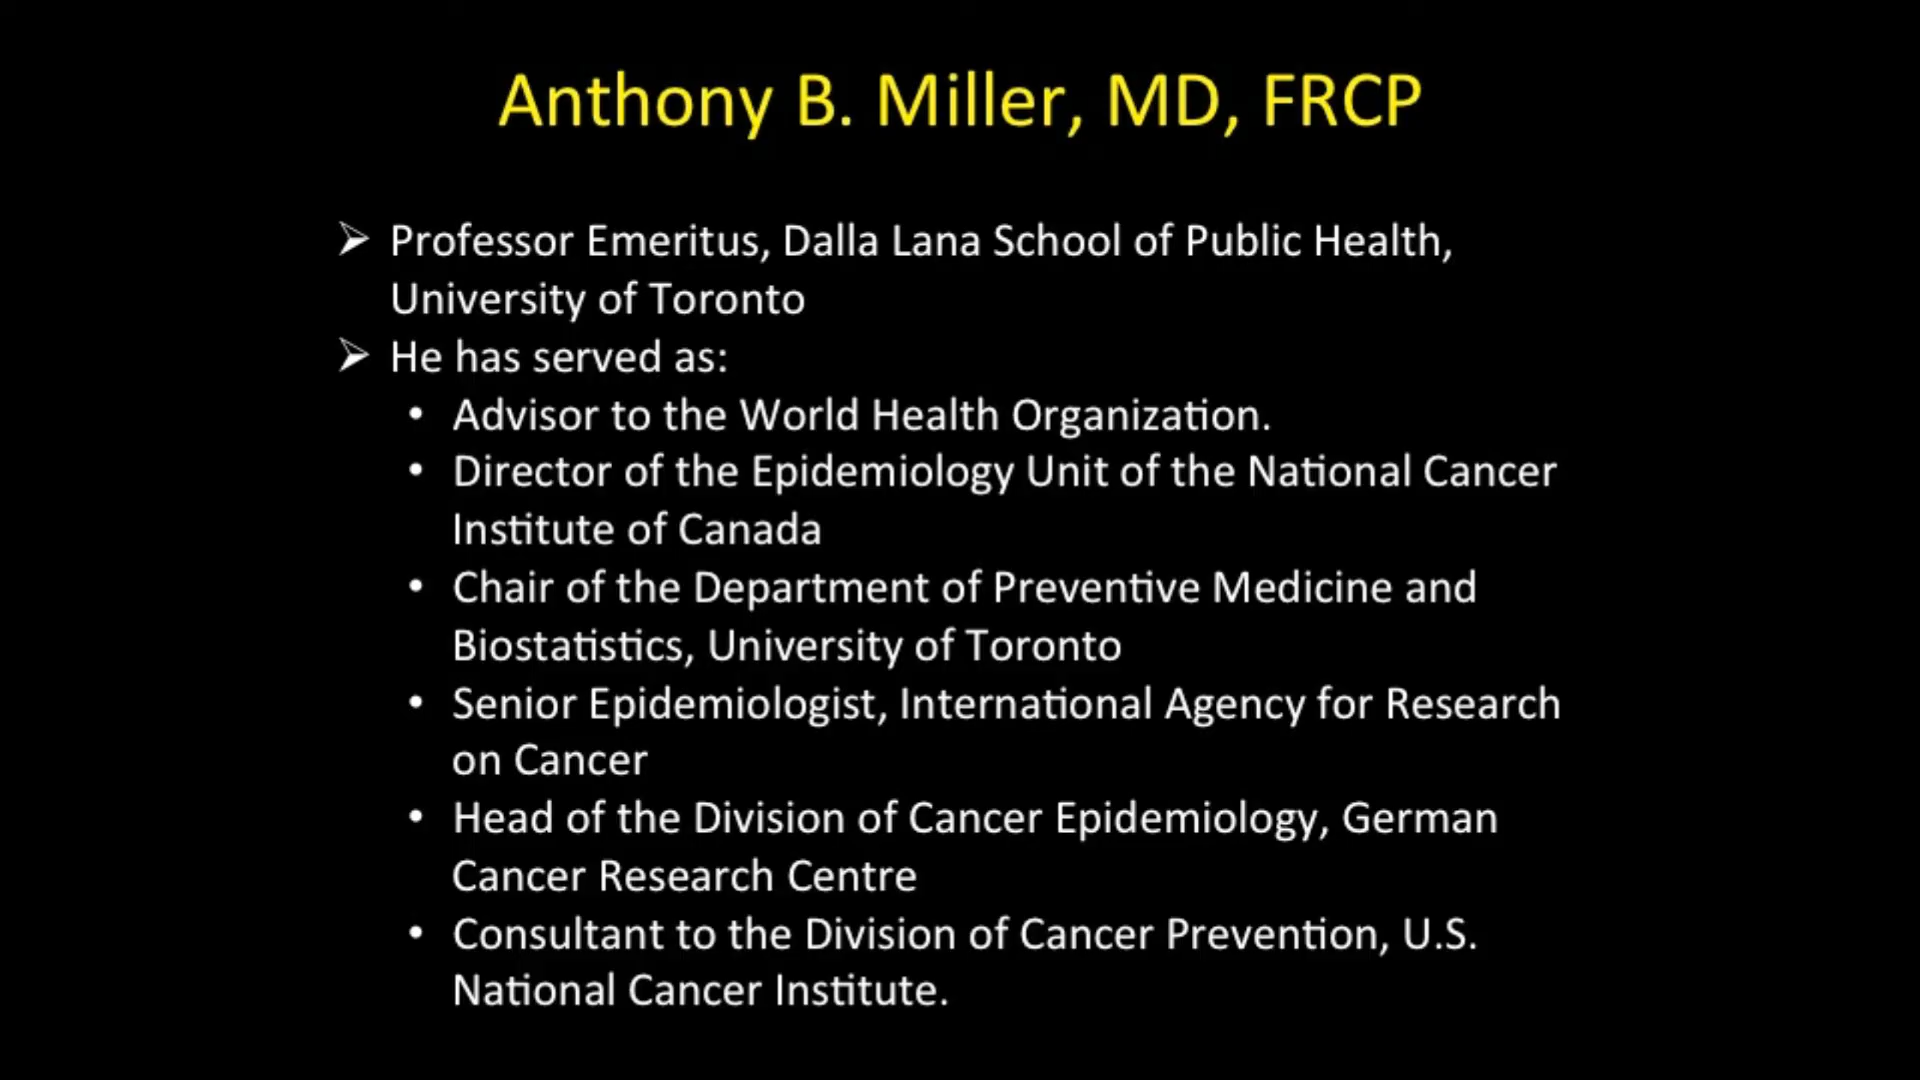 Anthony B. Miller, MD, FRCP
➢ Professor Emeritus, Dalla Lana School of Public Health,
University of Toronto
➢ He has served as:
• Advisor to the World Health Organization.
• Director of the Epidemiology Unit of the National Cancer
Institute of Canada
• Chair of the Department of Preventive Medicine and
Biostatistics, University of Toronto
• Senior Epidemiologist, International Agency for Research
on Cancer
• Head of the Division of Cancer Epidemiology, German
Cancer Research Centre
• Consultant to the Division of Cancer Prevention, U.S.
National Cancer Institute.